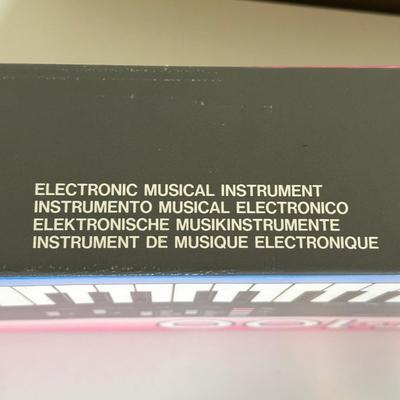 ELECTRONIC MUSICAL INSTRUMENT
INSTRUMENTO MUSICAL ELECTRONICO
ELEKTRONISCHE MUSIKINSTRUMENTE
INSTRUMENT DE MUSIQUE ELECTRONIQUE